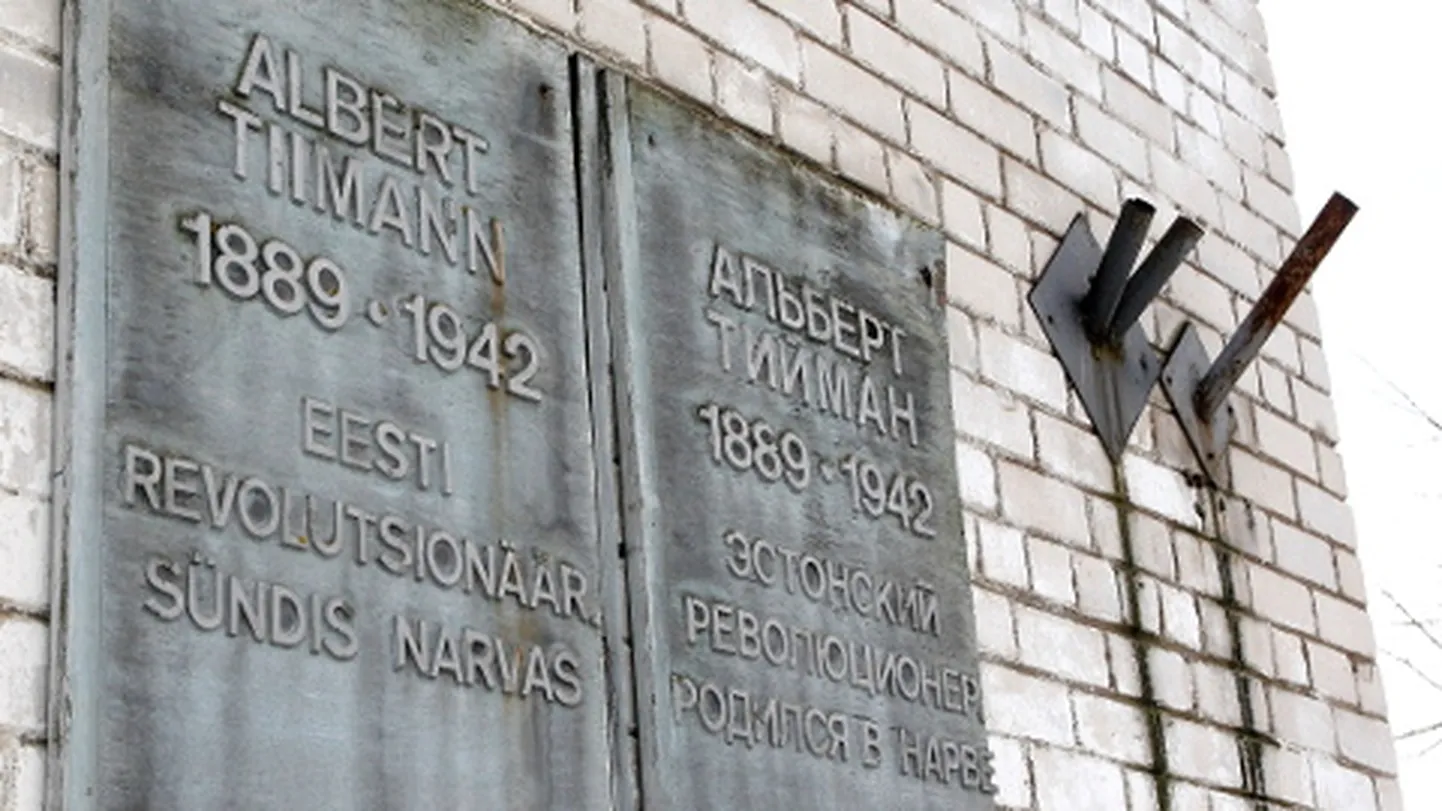 ALBERT
TIIMANN
1889 · 1942
EESTI
REVOLUTSIONÄÄR.
SÜNDIS NARVAS
АЛЬБЕРТ
ТИЙМАН
1889 · 1942
ЭСТОНСКИЙ
РЕВОЛЮЦИОНЕР.
РОДИЛСЯ В НАРВЕ